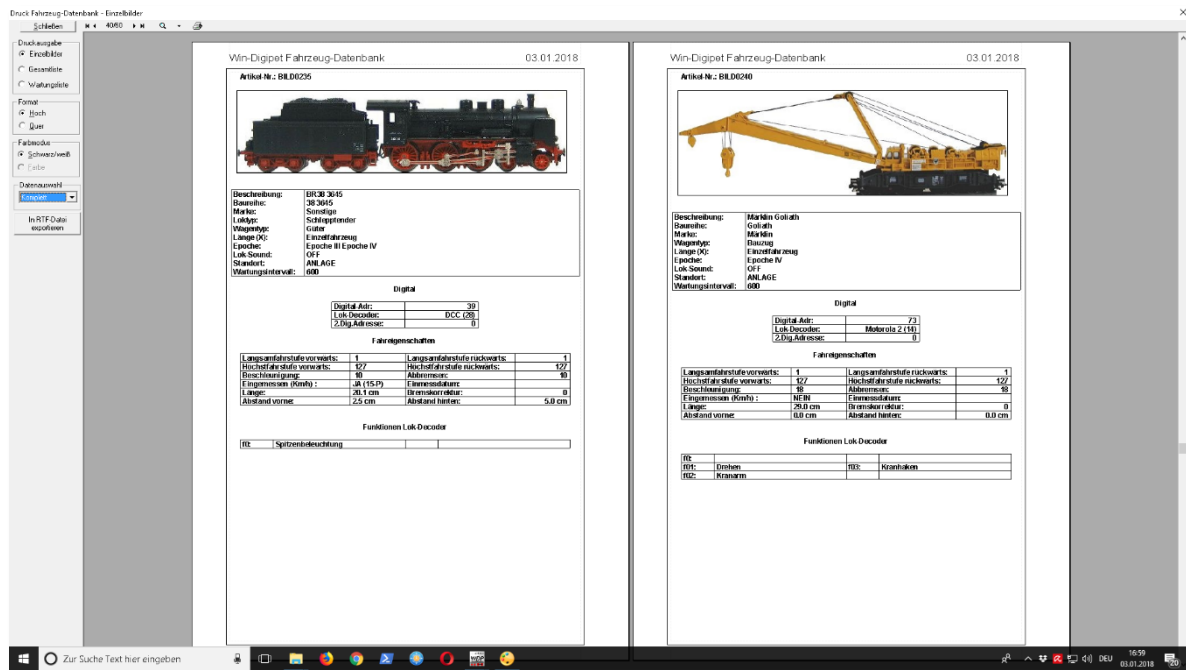 Druck Fahrzeug-Datenbank - Einzelbilder
Schließen
40/60
Druckausgabe
Einzelbilder
Gesamtliste
Wartungsliste
Format
Hoch
Quer
Farbmodus
Schwarz/weiß
Farbe
Datenauswahl
Komplett
In RTF-Datei
exportieren
Win-Digipet Fahrzeug-Datenbank 03.01.2018
Artikel-Nr.: BILD0235
Beschreibung: BR38 3645
Baureihe: 38 3645
Marke: Sonstige
Loktyp: Schlepptender
Wagentyp: Güter
Länge (X): Einzelfahrzeug
Epoche: Epoche III Epoche IV
Lok-Sound: OFF
Standort: ANLAGE
Wartungsintervall: 600
Digital
Digital-Adr: 39
Lok-Decoder: DCC (28)
2.Dig.Adresse: 0
Fahreigenschaften
Langsamfahrstufe vorwärts: 1 Langsamfahrstufe rückwärts: 1
Höchstfahrstufe vorwärts: 127 Höchstfahrstufe rückwärts: 127
Beschleunigung: 10 Abbremsen: 10
Eingemessen (Kmh) : JA (15-P) Einmessdatum:
Länge: 20.1 cm Bremskorrektur: 0
Abstand vorne: 2.5 cm Abstand hinten: 5.0 cm
Funktionen Lok-Decoder
f0: Spitzenbeleuchtung
Win-Digipet Fahrzeug-Datenbank 03.01.2018
Artikel-Nr.: BILD0240
Beschreibung: Märklin Goliath
Baureihe: Goliath
Marke: Märklin
Wagentyp: Bauzug
Länge (X): Einzelfahrzeug
Epoche: Epoche IV
Lok-Sound: OFF
Standort: ANLAGE
Wartungsintervall: 600
Digital
Digital-Adr: 73
Lok-Decoder: Motorola 2 (14)
2.Dig.Adresse: 0
Fahreigenschaften
Langsamfahrstufe vorwärts: 1 Langsamfahrstufe rückwärts: 1
Höchstfahrstufe vorwärts: 127 Höchstfahrstufe rückwärts: 127
Beschleunigung: 18 Abbremsen: 18
Eingemessen (Kmh) : NEIN Einmessdatum:
Länge: 29.0 cm Bremskorrektur: 0
Abstand vorne: 0.0 cm Abstand hinten: 0.0 cm
Funktionen Lok-Decoder
f0:
f01: Drehen f03: Kranhaken
f02: Kranarm
Zur Suche Text hier eingeben
DEU
16:59
03.01.2018
20